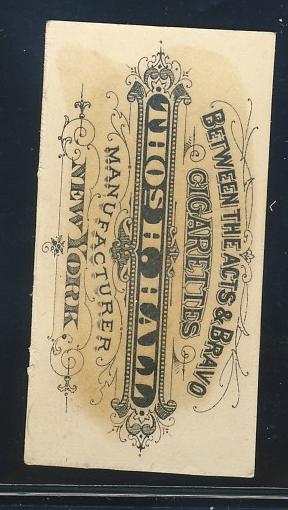 BETWEEN THE ACTS & BRAVO
CIGARETTES
THOS H HALL
MANUFACTURER
NEW YORK